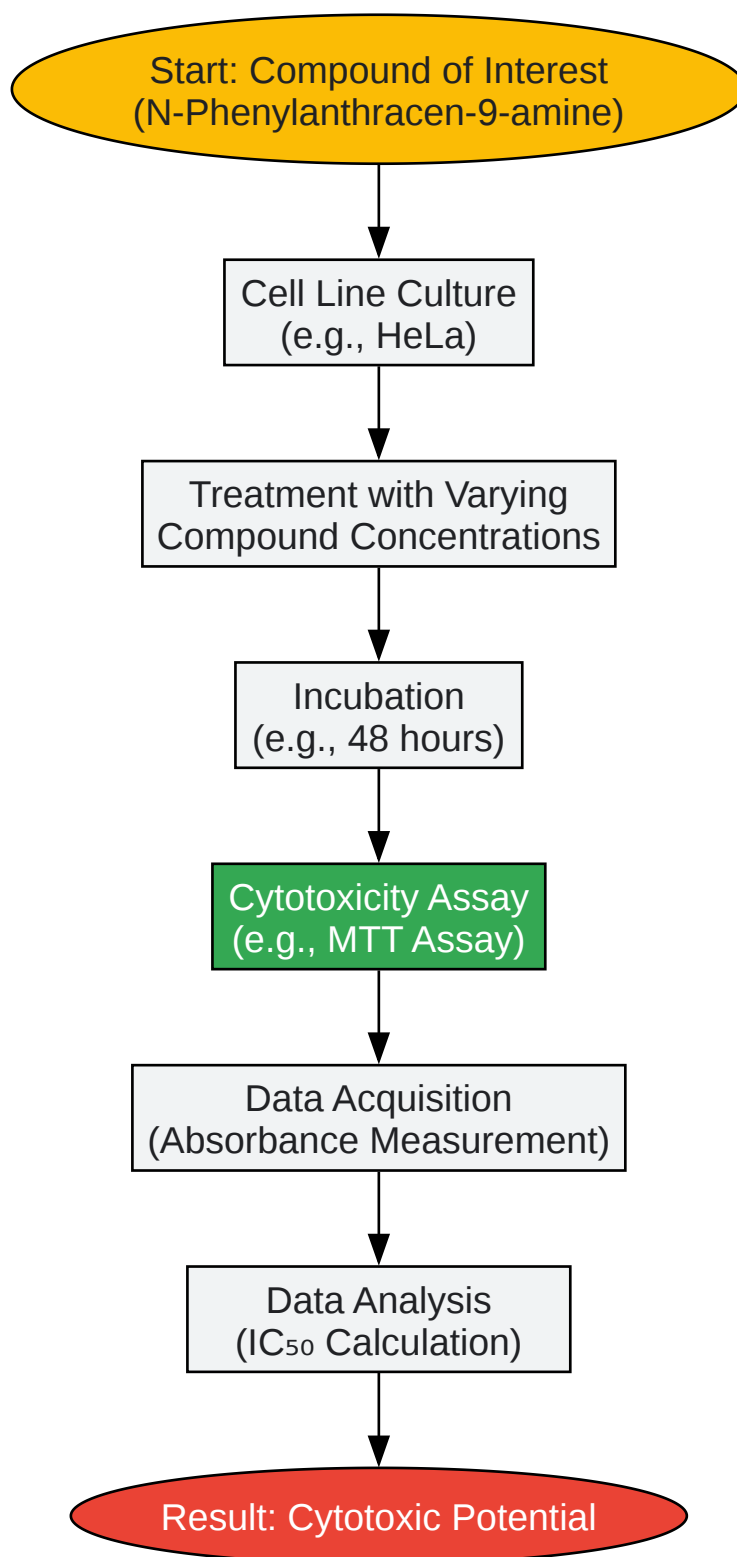 Start: Compound of Interest
(N-Phenylanthracen-9-amine)
Cell Line Culture
(e.g., HeLa)
Treatment with Varying
Compound Concentrations
Incubation
(e.g., 48 hours)
Cytotoxicity Assay
(e.g., MTT Assay)
Data Acquisition
(Absorbance Measurement)
Data Analysis
(IC₅₀ Calculation)
Result: Cytotoxic Potential